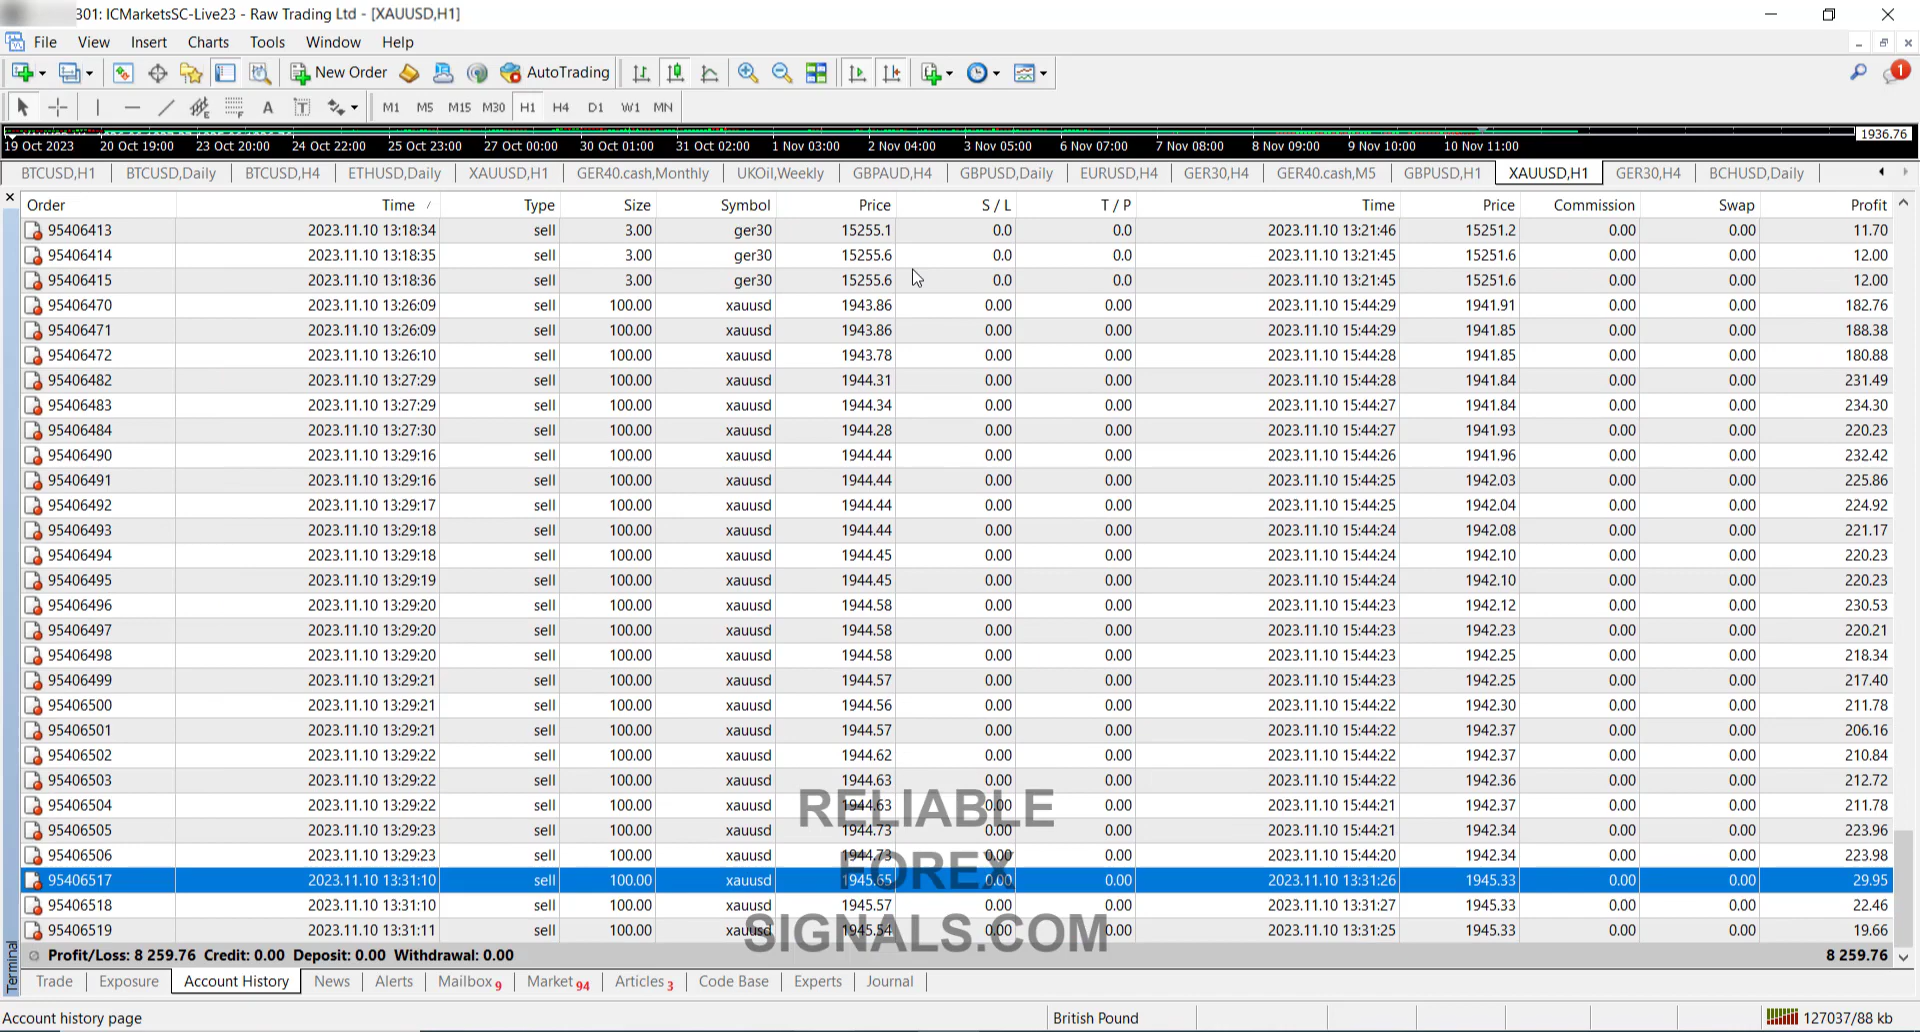 301: ICMarketsSC-Live23 - Raw Trading Ltd - [XAUUSD,H1]
File View Insert Charts Tools Window Help
New Order AutoTrading 1
A T M1 M5 M15 M30 H1 H4 D1 W1 MN
1936.76
19 Oct 2023 20 Oct 19:00 23 Oct 20:00 24 Oct 22:00 25 Oct 23:00 27 Oct 00:00 30 Oct 01:00 31 Oct 02:00 1 Nov 03:00 2 Nov 04:00 3 Nov 05:00 6 Nov 07:00 7 Nov 08:00 8 Nov 09:00 9 Nov 10:00 10 Nov 11:00
BTCUSD,H1 BTCUSD,Daily BTCUSD,H4 ETHUSD,Daily XAUUSD,H1 GER40.cash,Monthly UKOil,Weekly GBPAUD,H4 GBPUSD,Daily EURUSD,H4 GER30,H4 GER40.cash,M5 GBPUSD,H1 XAUUSD,H1 GER30,H4 BCHUSD,Daily
Order Time / Type Size Symbol Price S / L T / P Time Price Commission Swap Profit
95406413 2023.11.10 13:18:34 sell 3.00 ger30 15255.1 0.0 0.0 2023.11.10 13:21:46 15251.2 0.00 0.00 11.70
95406414 2023.11.10 13:18:35 sell 3.00 ger30 15255.6 0.0 0.0 2023.11.10 13:21:45 15251.6 0.00 0.00 12.00
95406415 2023.11.10 13:18:36 sell 3.00 ger30 15255.6 0.0 0.0 2023.11.10 13:21:45 15251.6 0.00 0.00 12.00
95406470 2023.11.10 13:26:09 sell 100.00 xauusd 1943.86 0.00 0.00 2023.11.10 15:44:29 1941.91 0.00 0.00 182.76
95406471 2023.11.10 13:26:09 sell 100.00 xauusd 1943.86 0.00 0.00 2023.11.10 15:44:29 1941.85 0.00 0.00 188.38
95406472 2023.11.10 13:26:10 sell 100.00 xauusd 1943.78 0.00 0.00 2023.11.10 15:44:28 1941.85 0.00 0.00 180.88
95406482 2023.11.10 13:27:29 sell 100.00 xauusd 1944.31 0.00 0.00 2023.11.10 15:44:28 1941.84 0.00 0.00 231.49
95406483 2023.11.10 13:27:29 sell 100.00 xauusd 1944.34 0.00 0.00 2023.11.10 15:44:27 1941.84 0.00 0.00 234.30
95406484 2023.11.10 13:27:30 sell 100.00 xauusd 1944.28 0.00 0.00 2023.11.10 15:44:27 1941.93 0.00 0.00 220.23
95406490 2023.11.10 13:29:16 sell 100.00 xauusd 1944.44 0.00 0.00 2023.11.10 15:44:26 1941.96 0.00 0.00 232.42
95406491 2023.11.10 13:29:16 sell 100.00 xauusd 1944.44 0.00 0.00 2023.11.10 15:44:25 1942.03 0.00 0.00 225.86
95406492 2023.11.10 13:29:17 sell 100.00 xauusd 1944.44 0.00 0.00 2023.11.10 15:44:25 1942.04 0.00 0.00 224.92
95406493 2023.11.10 13:29:18 sell 100.00 xauusd 1944.44 0.00 0.00 2023.11.10 15:44:24 1942.08 0.00 0.00 221.17
95406494 2023.11.10 13:29:18 sell 100.00 xauusd 1944.45 0.00 0.00 2023.11.10 15:44:24 1942.10 0.00 0.00 220.23
95406495 2023.11.10 13:29:19 sell 100.00 xauusd 1944.45 0.00 0.00 2023.11.10 15:44:24 1942.10 0.00 0.00 220.23
95406496 2023.11.10 13:29:20 sell 100.00 xauusd 1944.58 0.00 0.00 2023.11.10 15:44:23 1942.12 0.00 0.00 230.53
95406497 2023.11.10 13:29:20 sell 100.00 xauusd 1944.58 0.00 0.00 2023.11.10 15:44:23 1942.23 0.00 0.00 220.21
95406498 2023.11.10 13:29:20 sell 100.00 xauusd 1944.58 0.00 0.00 2023.11.10 15:44:23 1942.25 0.00 0.00 218.34
95406499 2023.11.10 13:29:21 sell 100.00 xauusd 1944.57 0.00 0.00 2023.11.10 15:44:23 1942.25 0.00 0.00 217.40
95406500 2023.11.10 13:29:21 sell 100.00 xauusd 1944.56 0.00 0.00 2023.11.10 15:44:22 1942.30 0.00 0.00 211.78
95406501 2023.11.10 13:29:21 sell 100.00 xauusd 1944.57 0.00 0.00 2023.11.10 15:44:22 1942.37 0.00 0.00 206.16
95406502 2023.11.10 13:29:22 sell 100.00 xauusd 1944.62 0.00 0.00 2023.11.10 15:44:22 1942.37 0.00 0.00 210.84
95406503 2023.11.10 13:29:22 sell 100.00 xauusd 1944.63 0.00 0.00 2023.11.10 15:44:22 1942.36 0.00 0.00 212.72
95406504 2023.11.10 13:29:22 sell 100.00 xauusd 1944.63 0.00 0.00 2023.11.10 15:44:21 1942.37 0.00 0.00 211.78
95406505 2023.11.10 13:29:23 sell 100.00 xauusd 1944.73 0.00 0.00 2023.11.10 15:44:21 1942.34 0.00 0.00 223.96
95406506 2023.11.10 13:29:23 sell 100.00 xauusd 1944.73 0.00 0.00 2023.11.10 15:44:20 1942.34 0.00 0.00 223.98
95406517 2023.11.10 13:31:10 sell 100.00 xauusd 1945.65 0.00 0.00 2023.11.10 13:31:26 1945.33 0.00 0.00 29.95
95406518 2023.11.10 13:31:10 sell 100.00 xauusd 1945.57 0.00 0.00 2023.11.10 13:31:27 1945.33 0.00 0.00 22.46
95406519 2023.11.10 13:31:11 sell 100.00 xauusd 1945.54 0.00 0.00 2023.11.10 13:31:25 1945.33 0.00 0.00 19.66
RELIABLE
FOREX
SIGNALS.COM
Profit/Loss: 8 259.76 Credit: 0.00 Deposit: 0.00 Withdrawal: 0.00 8 259.76
Terminal
Trade Exposure Account History News Alerts Mailbox 9 Market 94 Articles 3 Code Base Experts Journal
Account history page British Pound 127037/88 kb